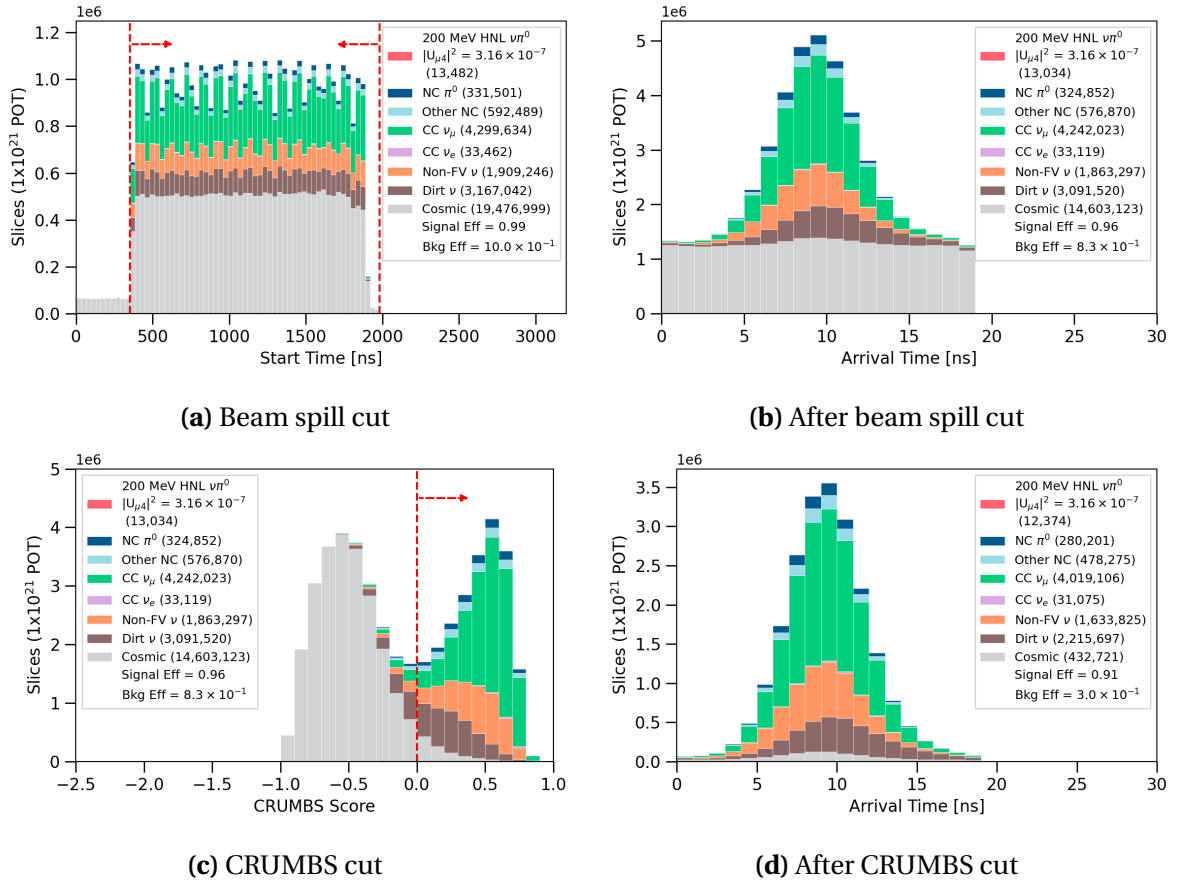 1e6
Slices (1x10²¹ POT)
1.2
1.0
0.8
0.6
0.4
0.2
0.0
0 500 1000 1500 2000 2500 3000
Start Time [ns]
200 MeV HNL νπ⁰
|U_μ4|² = 3.16 × 10⁻⁷
(13,482)
NC π⁰ (331,501)
Other NC (592,489)
CC ν_μ (4,299,634)
CC ν_e (33,462)
Non-FV ν (1,909,246)
Dirt ν (3,167,042)
Cosmic (19,476,999)
Signal Eff = 0.99
Bkg Eff = 10.0 × 10⁻¹
(a) Beam spill cut
1e6
Slices (1x10²¹ POT)
5
4
3
2
1
0
0 5 10 15 20 25 30
Arrival Time [ns]
200 MeV HNL νπ⁰
|U_μ4|² = 3.16 × 10⁻⁷
(13,034)
NC π⁰ (324,852)
Other NC (576,870)
CC ν_μ (4,242,023)
CC ν_e (33,119)
Non-FV ν (1,863,297)
Dirt ν (3,091,520)
Cosmic (14,603,123)
Signal Eff = 0.96
Bkg Eff = 8.3 × 10⁻¹
(b) After beam spill cut
1e6
Slices (1x10²¹ POT)
5
4
3
2
1
0
−2.5 −2.0 −1.5 −1.0 −0.5 0.0 0.5 1.0
CRUMBS Score
200 MeV HNL νπ⁰
|U_μ4|² = 3.16 × 10⁻⁷
(13,034)
NC π⁰ (324,852)
Other NC (576,870)
CC ν_μ (4,242,023)
CC ν_e (33,119)
Non-FV ν (1,863,297)
Dirt ν (3,091,520)
Cosmic (14,603,123)
Signal Eff = 0.96
Bkg Eff = 8.3 × 10⁻¹
(c) CRUMBS cut
1e6
Slices (1x10²¹ POT)
3.5
3.0
2.5
2.0
1.5
1.0
0.5
0.0
0 5 10 15 20 25 30
Arrival Time [ns]
200 MeV HNL νπ⁰
|U_μ4|² = 3.16 × 10⁻⁷
(12,374)
NC π⁰ (280,201)
Other NC (478,275)
CC ν_μ (4,019,106)
CC ν_e (31,075)
Non-FV ν (1,633,825)
Dirt ν (2,215,697)
Cosmic (432,721)
Signal Eff = 0.91
Bkg Eff = 3.0 × 10⁻¹
(d) After CRUMBS cut